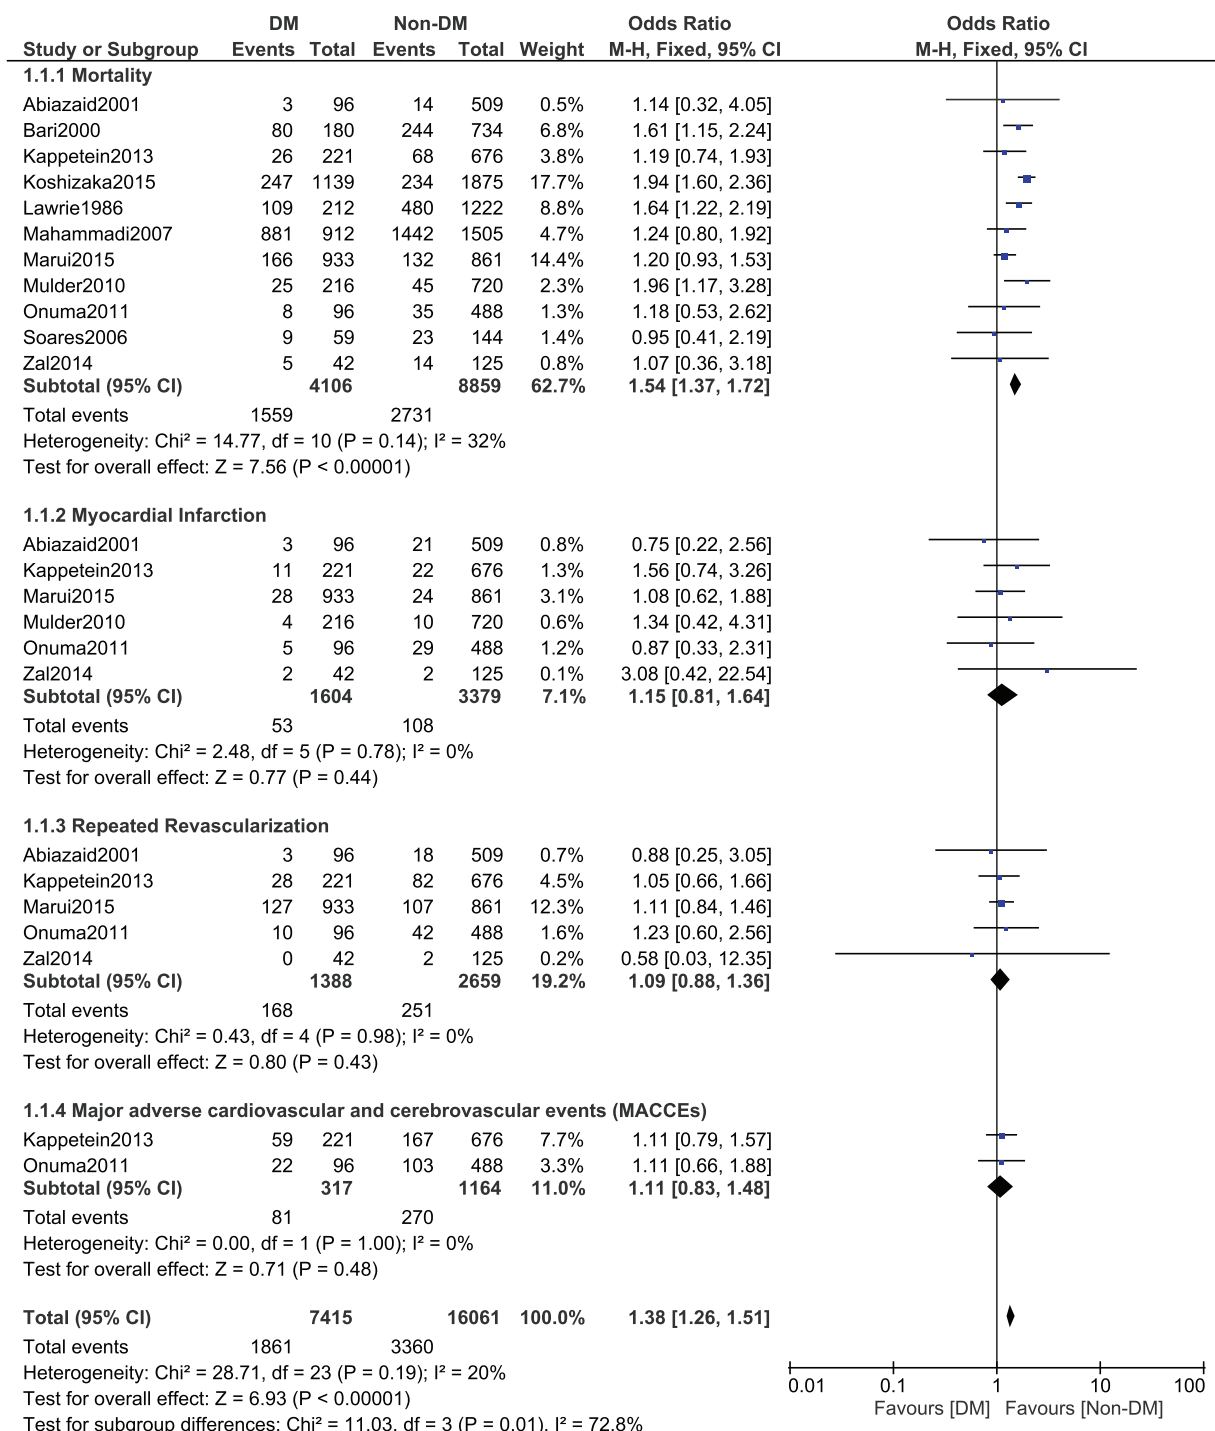 DM Non-DM Odds Ratio Odds Ratio
Study or Subgroup Events Total Events Total Weight M-H, Fixed, 95% CI M-H, Fixed, 95% CI
1.1.1 Mortality
Abiazaid2001 3 96 14 509 0.5% 1.14 [0.32, 4.05]
Bari2000 80 180 244 734 6.8% 1.61 [1.15, 2.24]
Kappetein2013 26 221 68 676 3.8% 1.19 [0.74, 1.93]
Koshizaka2015 247 1139 234 1875 17.7% 1.94 [1.60, 2.36]
Lawrie1986 109 212 480 1222 8.8% 1.64 [1.22, 2.19]
Mahammadi2007 881 912 1442 1505 4.7% 1.24 [0.80, 1.92]
Marui2015 166 933 132 861 14.4% 1.20 [0.93, 1.53]
Mulder2010 25 216 45 720 2.3% 1.96 [1.17, 3.28]
Onuma2011 8 96 35 488 1.3% 1.18 [0.53, 2.62]
Soares2006 9 59 23 144 1.4% 0.95 [0.41, 2.19]
Zal2014 5 42 14 125 0.8% 1.07 [0.36, 3.18]
Subtotal (95% CI) 4106 8859 62.7% 1.54 [1.37, 1.72]
Total events 1559 2731
Heterogeneity: Chi² = 14.77, df = 10 (P = 0.14); I² = 32%
Test for overall effect: Z = 7.56 (P < 0.00001)
1.1.2 Myocardial Infarction
Abiazaid2001 3 96 21 509 0.8% 0.75 [0.22, 2.56]
Kappetein2013 11 221 22 676 1.3% 1.56 [0.74, 3.26]
Marui2015 28 933 24 861 3.1% 1.08 [0.62, 1.88]
Mulder2010 4 216 10 720 0.6% 1.34 [0.42, 4.31]
Onuma2011 5 96 29 488 1.2% 0.87 [0.33, 2.31]
Zal2014 2 42 2 125 0.1% 3.08 [0.42, 22.54]
Subtotal (95% CI) 1604 3379 7.1% 1.15 [0.81, 1.64]
Total events 53 108
Heterogeneity: Chi² = 2.48, df = 5 (P = 0.78); I² = 0%
Test for overall effect: Z = 0.77 (P = 0.44)
1.1.3 Repeated Revascularization
Abiazaid2001 3 96 18 509 0.7% 0.88 [0.25, 3.05]
Kappetein2013 28 221 82 676 4.5% 1.05 [0.66, 1.66]
Marui2015 127 933 107 861 12.3% 1.11 [0.84, 1.46]
Onuma2011 10 96 42 488 1.6% 1.23 [0.60, 2.56]
Zal2014 0 42 2 125 0.2% 0.58 [0.03, 12.35]
Subtotal (95% CI) 1388 2659 19.2% 1.09 [0.88, 1.36]
Total events 168 251
Heterogeneity: Chi² = 0.43, df = 4 (P = 0.98); I² = 0%
Test for overall effect: Z = 0.80 (P = 0.43)
1.1.4 Major adverse cardiovascular and cerebrovascular events (MACCEs)
Kappetein2013 59 221 167 676 7.7% 1.11 [0.79, 1.57]
Onuma2011 22 96 103 488 3.3% 1.11 [0.66, 1.88]
Subtotal (95% CI) 317 1164 11.0% 1.11 [0.83, 1.48]
Total events 81 270
Heterogeneity: Chi² = 0.00, df = 1 (P = 1.00); I² = 0%
Test for overall effect: Z = 0.71 (P = 0.48)
Total (95% CI) 7415 16061 100.0% 1.38 [1.26, 1.51]
Total events 1861 3360
Heterogeneity: Chi² = 28.71, df = 23 (P = 0.19); I² = 20%
Test for overall effect: Z = 6.93 (P < 0.00001)
Test for subgroup differences: Chi² = 11.03, df = 3 (P = 0.01), I² = 72.8%
0.01 0.1 1 10 100
Favours [DM] Favours [Non-DM]